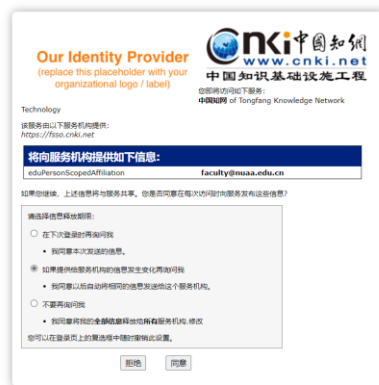 Our Identity Provider
(replace this placeholder with your
organizational logo / label)
Cnki中国知网
www.cnki.net
中国知识基础设施工程
您即将访问如下服务:
中国知网 of Tongfang Knowledge Network
Technology
该服务由以下服务机构提供:
https://fsso.cnki.net
将向服务机构提供如下信息:
eduPersonScopedAffiliation faculty@nuaa.edu.cn
如果您继续，上述信息将与服务共享。您是否同意在每次访问时向服务发布这些信息?
请选择信息释放期限:
在下次登录时再询问我
• 我同意本次发送的信息。
如果提供给服务机构的信息发生变化再询问我
• 我同意以后自动将相同的信息发送给这个服务机构。
不要再询问我
• 我同意将我的全部信息释放给所有服务机构.修改
您可以在登录页上的复选框中随时撤销此设置。
拒绝 同意